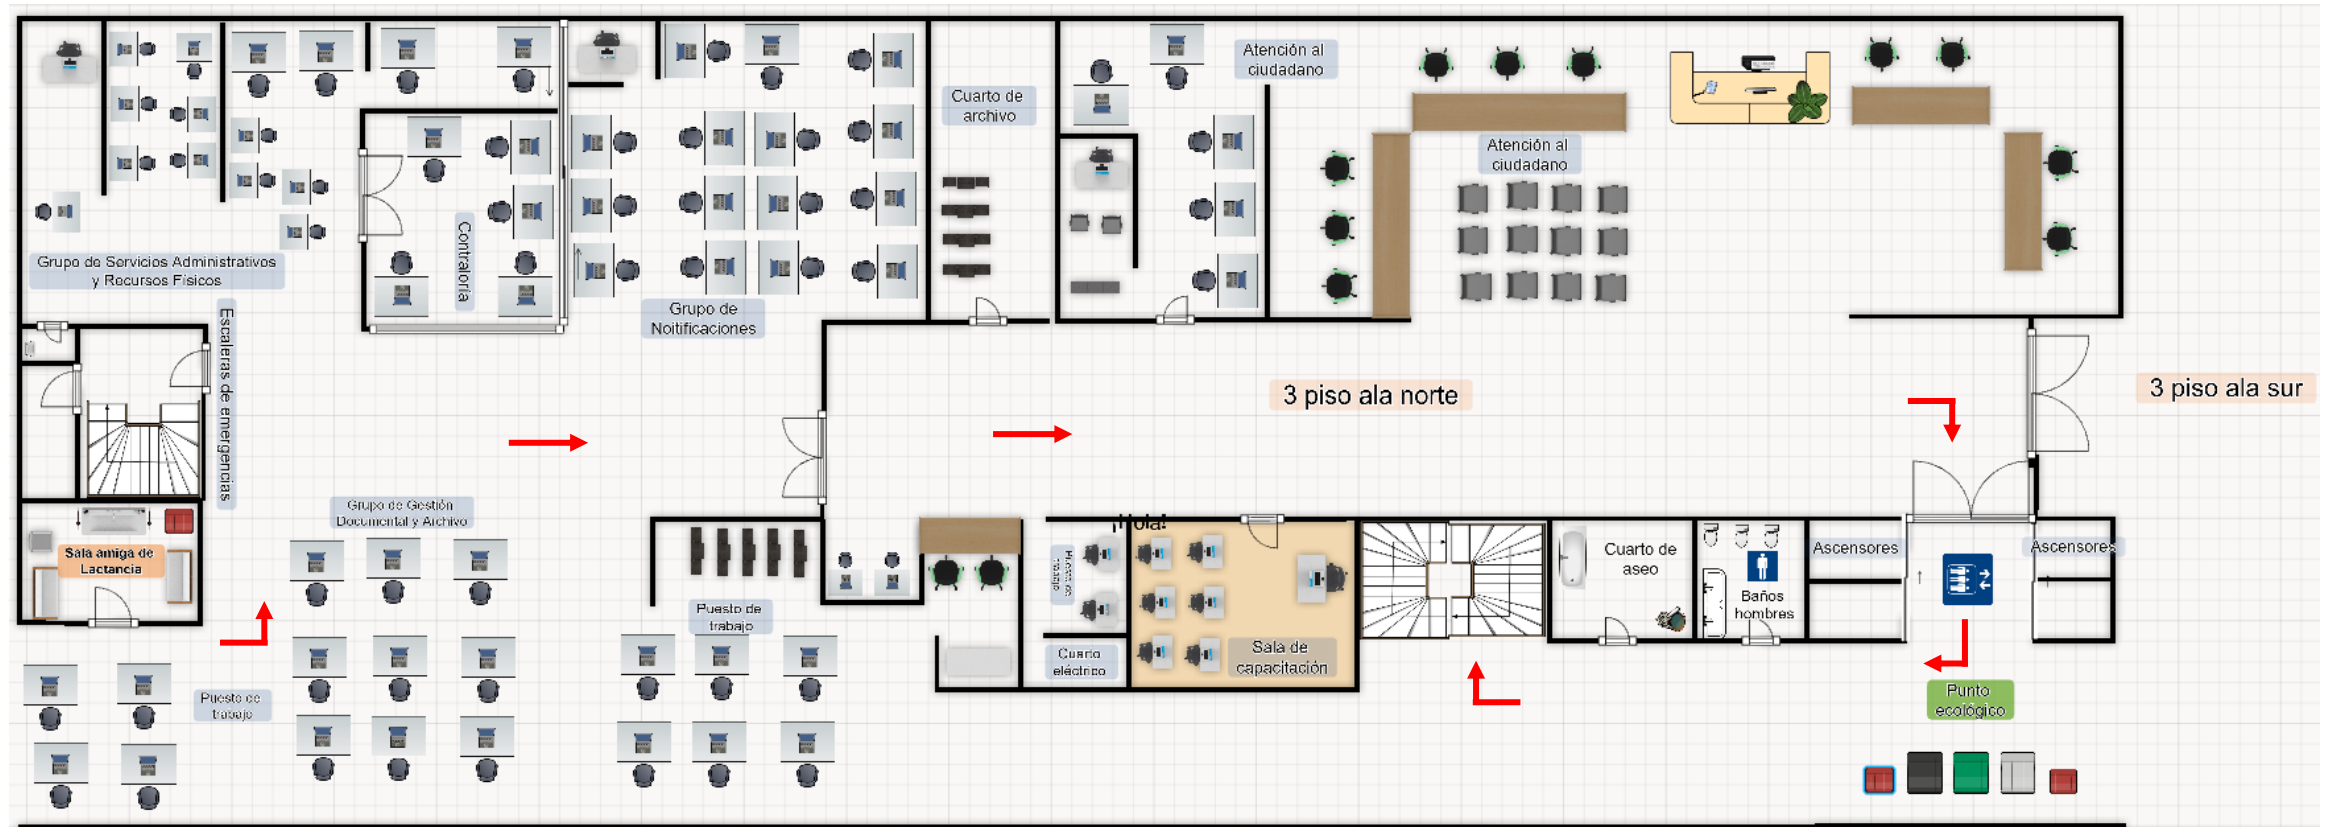 Atención al
ciudadano
Cuarto de
archivo
Atención al
ciudadano
Contraloría
Grupo de Servicios Administrativos
y Recursos Físicos
Grupo de
Noitificaciones
Escaleras de emergencias
3 piso ala norte
3 piso ala sur
Grupo de Gestión
Documental y Archivo
¡Hola!
Sala amiga de
Lactancia
Cuarto de
aseo
Ascensores
Ascensores
Baños
hombres
Puesto de
trabajo
Cuarto
eléctrico
Sala de
capacitación
Puesto de
trabajo
Punto
ecológico